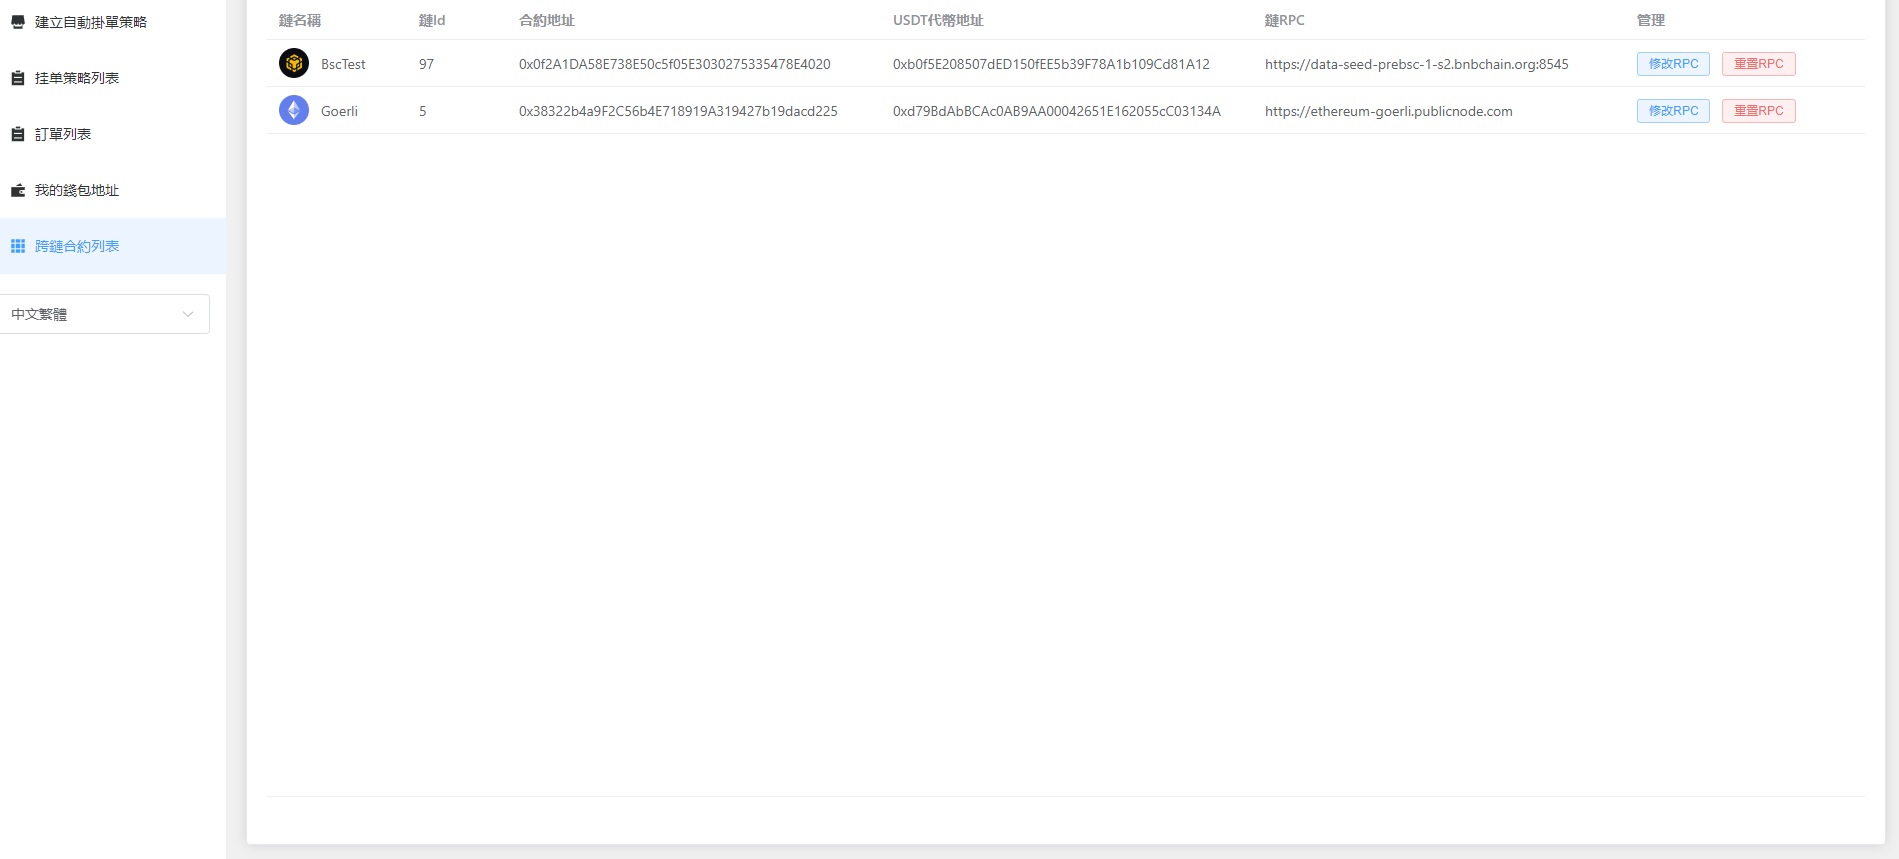 建立自動掛單策略
挂单策略列表
訂單列表
我的錢包地址
跨鏈合約列表
中文繁體
鏈名稱 鏈Id 合約地址 USDT代幣地址 鏈RPC 管理
BscTest 97 0x0f2A1DA58E738E50c5f05E3030275335478E4020 0xb0f5E208507dED150fEE5b39F78A1b109Cd81A12 https://data-seed-prebsc-1-s2.bnbchain.org:8545 修改RPC 重置RPC
Goerli 5 0x38322b4a9F2C56b4E718919A319427b19dacd225 0xd79BdAbBCAc0AB9AA00042651E162055cC03134A https://ethereum-goerli.publicnode.com 修改RPC 重置RPC